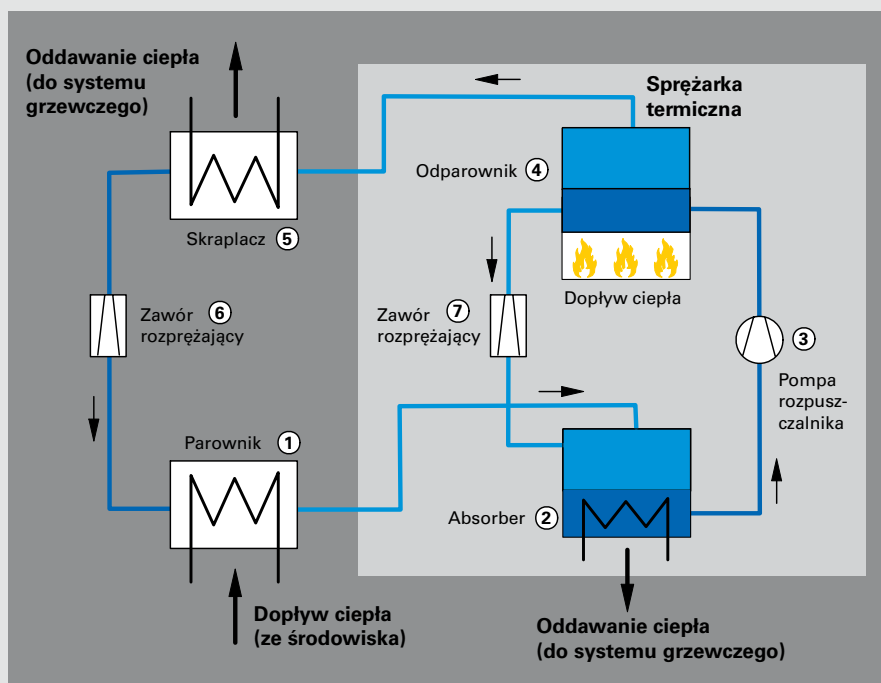 Oddawanie ciepła
(do systemu
grzewczego)
Sprężarka
termiczna
Odparownik 4
Skraplacz 5
Dopływ ciepła
Zawór 6
rozprężający
Zawór 7
rozprężający
3
Pompa
rozpusz-
czalnika
Parownik 1
Absorber 2
Dopływ ciepła
(ze środowiska)
Oddawanie ciepła
(do systemu grzewczego)